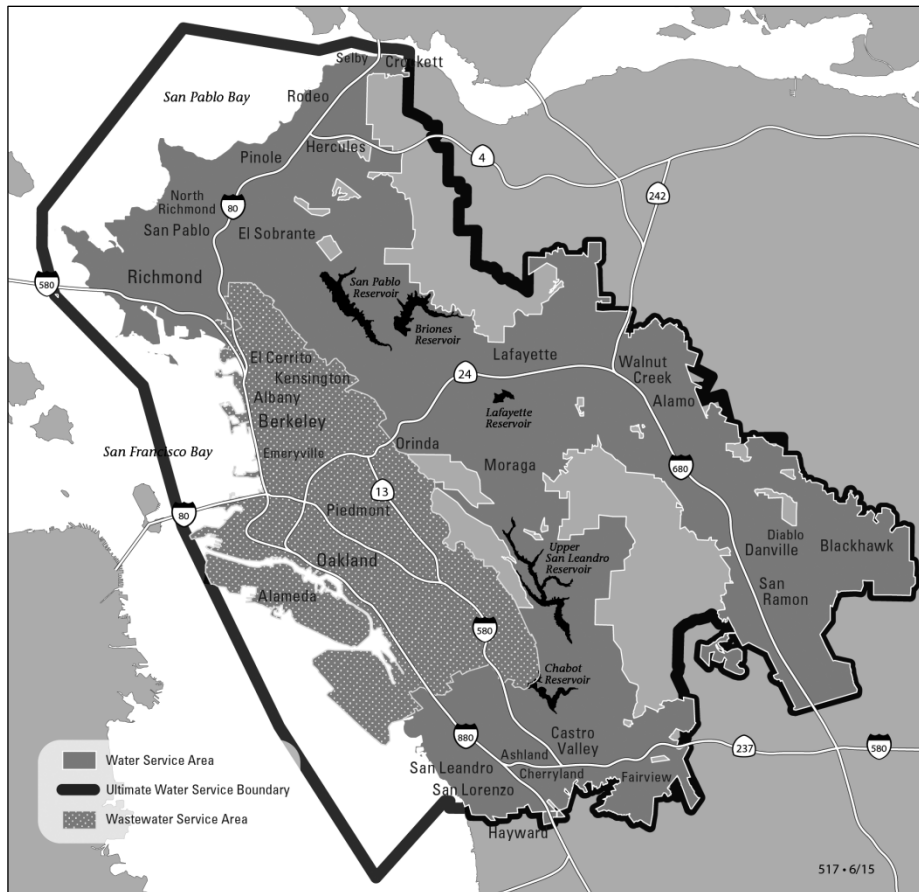 Selby
Crockett
San Pablo Bay
Rodeo
Hercules
4
Pinole
242
North
Richmond
80
San Pablo
El Sobrante
Richmond
580
San Pablo
Reservoir
Briones
Reservoir
El Cerrito
Kensington
Albany
Berkeley
Emeryville
Lafayette
24
Walnut
Creek
Alamo
Lafayette
Reservoir
San Francisco Bay
Orinda
Moraga
680
13
80
Piedmont
Diablo
Danville
Blackhawk
Oakland
Upper
San Leandro
Reservoir
Alameda
San
Ramon
580
Chabot
Reservoir
880
Castro
Valley
Ashland
237
580
San Leandro
Cherryland
Fairview
San Lorenzo
Hayward
Water Service Area
Ultimate Water Service Boundary
Wastewater Service Area
517 • 6/15